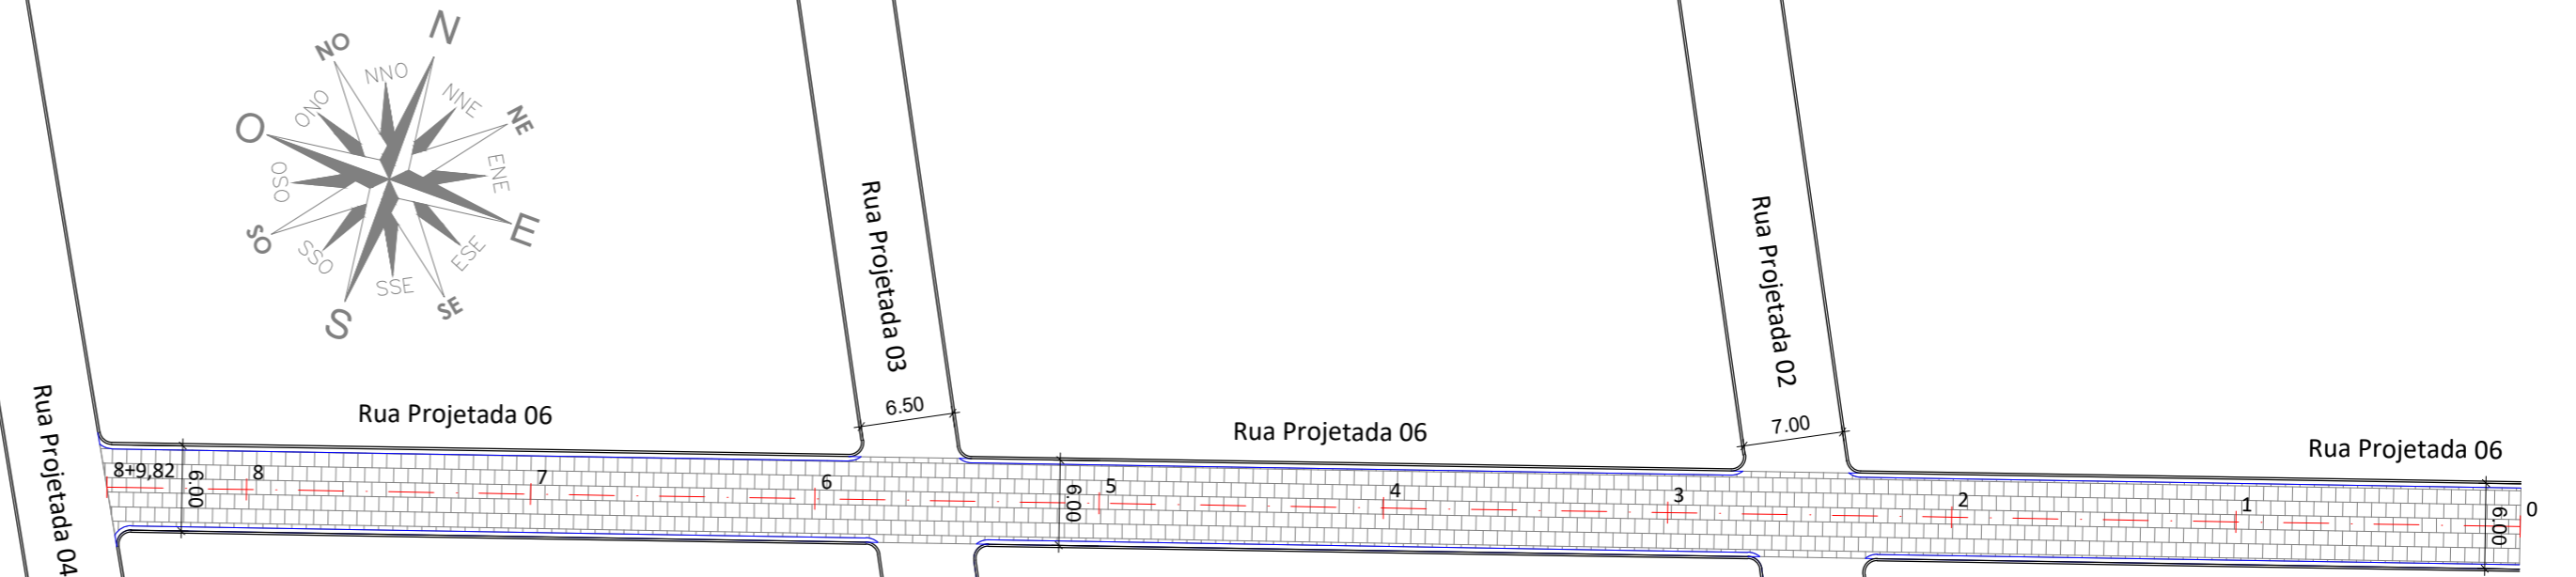 N
NO
NNO
NNE
NE
ONO
O
ENE
OSO
E
SO
SSO
ESE
SSE
SE
S
Rua Projetada 03
Rua Projetada 02
Rua Projetada 04
6.50
7.00
Rua Projetada 06
Rua Projetada 06
Rua Projetada 06
8+9,82
6.00
8
7
6
6.00
5
4
3
2
1
6.00
0